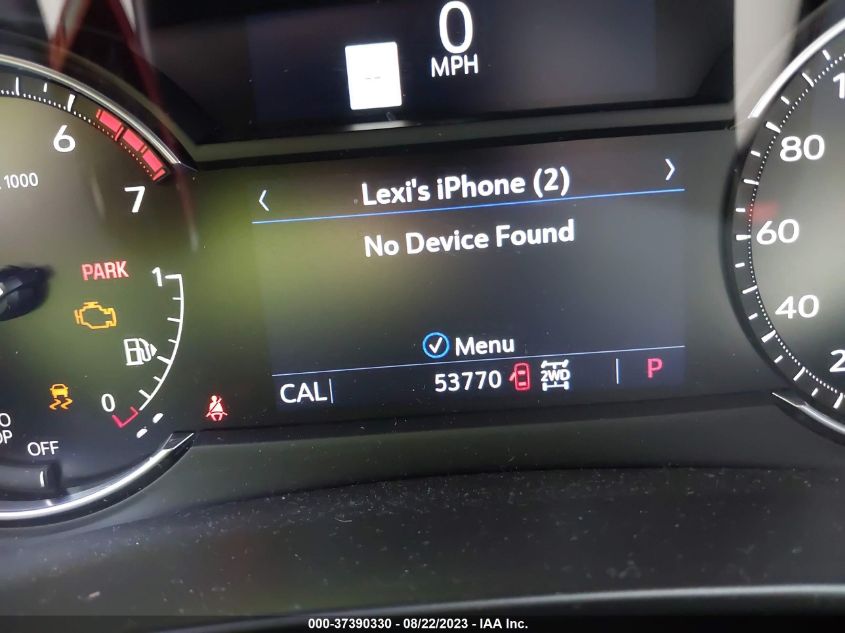 0
MPH
6
1000
7
< Lexi's iPhone (2) >
No Device Found
80
60
40
PARK
1
Menu
CAL
53770
2WD
P
0
OFF
000-37390330 - 08/22/2023 - IAA Inc.